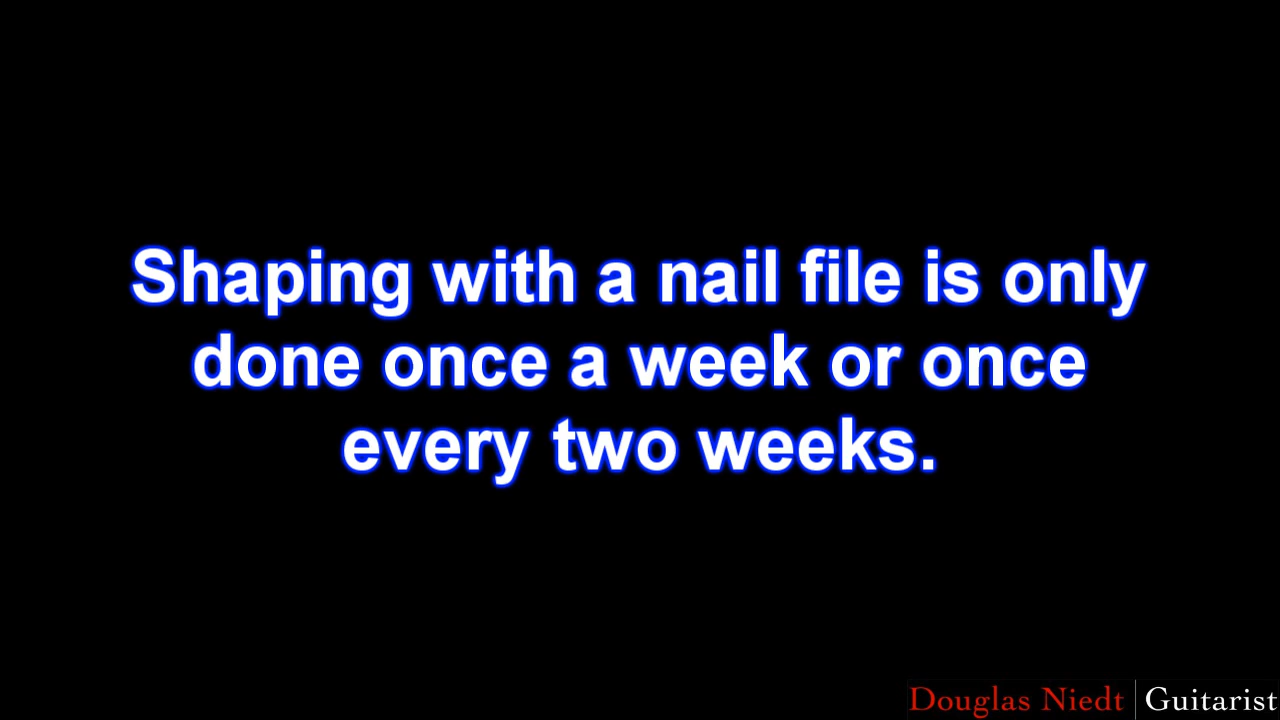 Shaping with a nail file is only
done once a week or once
every two weeks.
Douglas Niedt | Guitarist